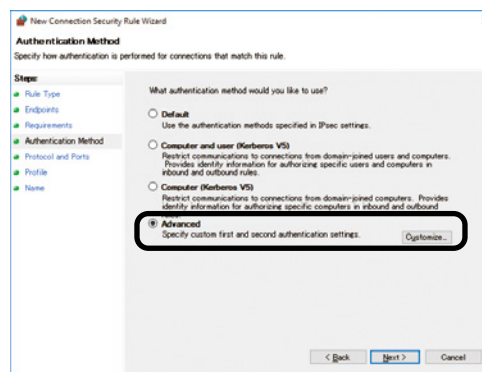 New Connection Security Rule Wizard
Authentication Method
Specify how authentication is performed for connections that match this rule.
Steps:
Rule Type
Endpoints
Requirements
Authentication Method
Protocol and Ports
Profile
Name
What authentication method would you like to use?
Default
Use the authentication methods specified in IPsec settings.
Computer and user (Kerberos V5)
Restrict communications to connections from domain-joined users and computers.
Provides identity information for authorizing specific users and computers in
inbound and outbound rules.
Computer (Kerberos V5)
Restrict communications to connections from domain-joined computers. Provides
identity information for authorizing specific computers in inbound and outbound
Advanced
Specify custom first and second authentication settings.
Customize...
< Back
Next >
Cancel